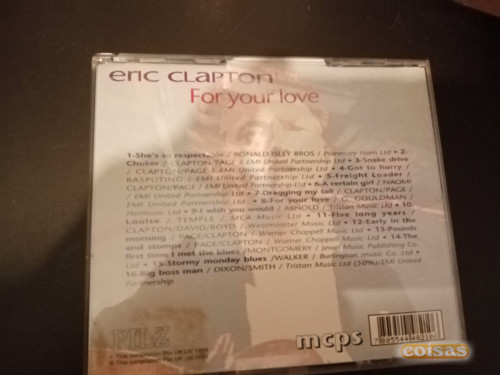 eric CLAPTON
For your love
1-She's so respectable / RONALD ISLEY BROS / Planetary Nom Ltd • 2-
Choker / CLAPTON/PAGE / EMI United Partnership Ltd • 3-Snake drive
/ CLAPTON/PAGE / EMI United Partnership Ltd • 4-Got to hurry /
RASPUTING / EMI United Partnership Ltd • 5-Freight Loader /
CLAPTON/PAGE / EMI United Partnership Ltd • 6-A certain girl / NAOMI
/ EMI United Partnership Ltd • 7-Dragging my tail / CLAPTON/PAGE /
EMI United Partnership Ltd • 8-For your love / G. GOULDMAN /
Hermusic Ltd • 9-I wish you would / ARNOLD / Tristan Music Ltd • 10-
Louise / TEMPLE / MCA Music Ltd • 11-Five long years /
CLAPTON/DAVID/BOYD / Westminster Music Ltd • 12-Early in the
morning / PAGE/CLAPTON / Warner Chappell Music Ltd • 13-Pounds
and stomps / PAGE/CLAPTON / Warner Chappell Music Ltd • 14-The
first time I met the blues /MONTGOMERY / Jewel Music Publishing Co
Ltd • 15-Stormy monday blues /WALKER / Burlington music Co Ltd •
16-Big boss man / DIXON/SMITH / Tristan Music Ltd (50%)/EMI United
Partnership
PILZ
mcps
coisas